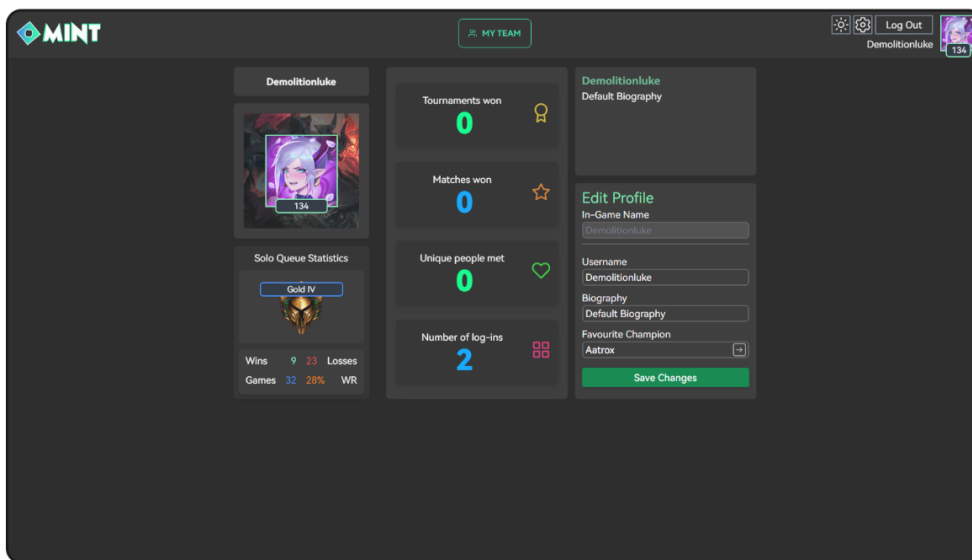 MINT
MY TEAM
Log Out
Demolitionluke
134
Demolitionluke
134
Solo Queue Statistics
Gold IV
Wins 9 23 Losses
Games 32 28% WR
Tournaments won
0
Matches won
0
Unique people met
0
Number of log-ins
2
Demolitionluke
Default Biography
Edit Profile
In-Game Name
Demolitionluke
Username
Demolitionluke
Biography
Default Biography
Favourite Champion
Aatrox
Save Changes